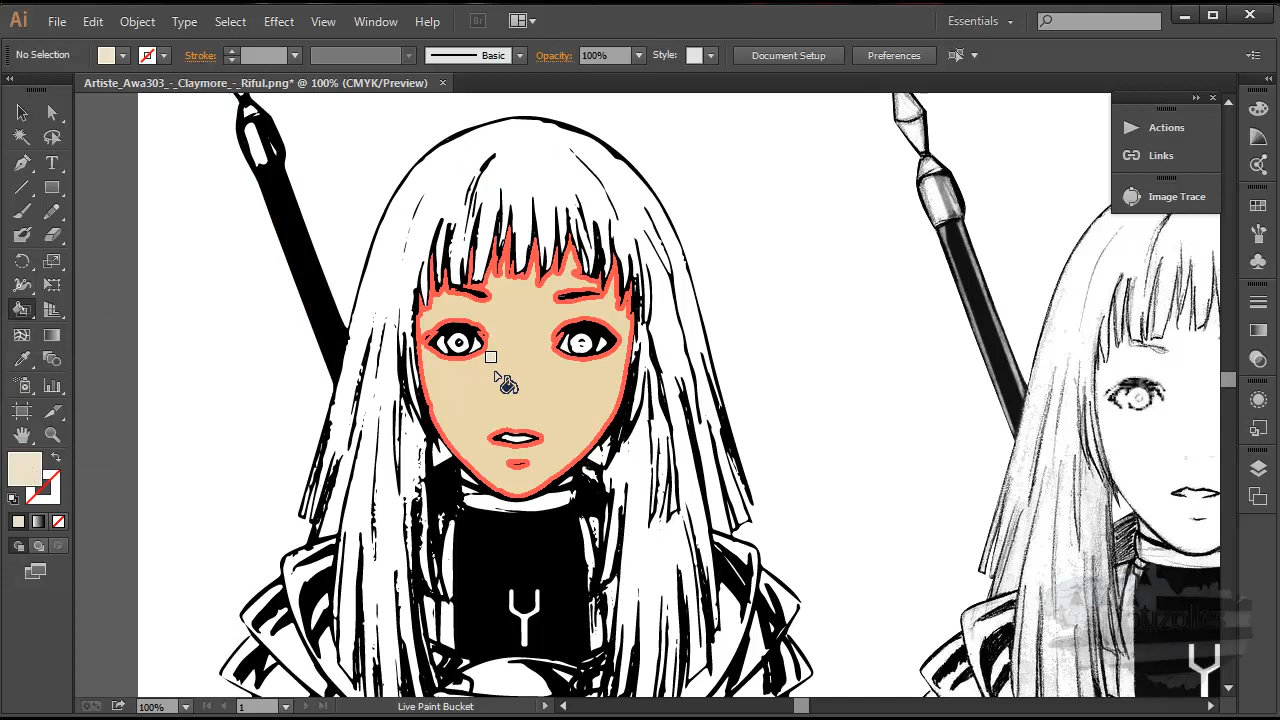 Ai File Edit Object Type Select Effect View Window Help Br Essentials
No Selection Stroke: Basic Opacity: 100% Style: Document Setup Preferences
Artiste_Awa303_-_Claymore_-_Riful.png* @ 100% (CMYK/Preview)
Actions
Links
Image Trace
T
100% 1 Live Paint Bucket